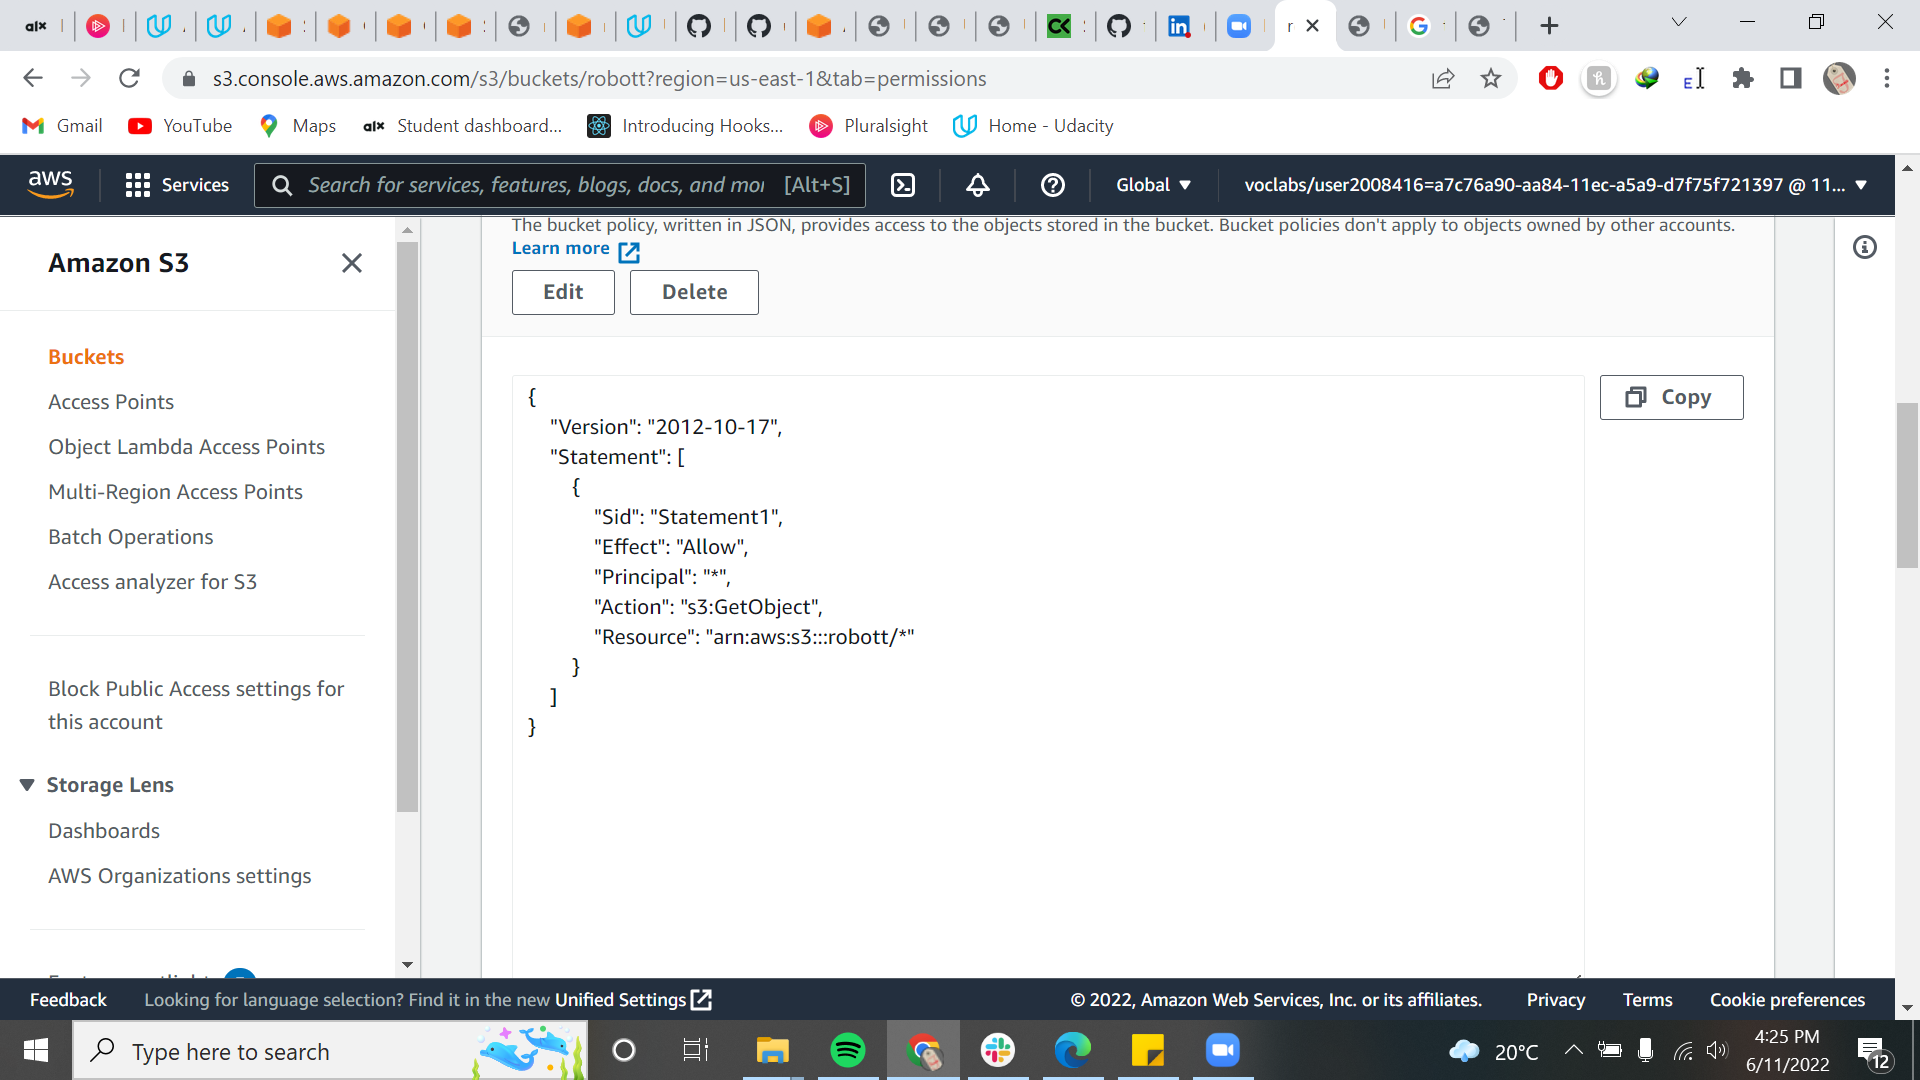 alx
s3.console.aws.amazon.com/s3/buckets/robott?region=us-east-1&tab=permissions
Gmail
YouTube
Maps
alx
Student dashboard...
Introducing Hooks...
Pluralsight
Home - Udacity
aws
Services
Search for services, features, blogs, docs, and mor
[Alt+S]
Global
voclabs/user2008416=a7c76a90-aa84-11ec-a5a9-d7f75f721397 @ 11...
Amazon S3
Buckets
Access Points
Object Lambda Access Points
Multi-Region Access Points
Batch Operations
Access analyzer for S3
Block Public Access settings for
this account
Storage Lens
Dashboards
AWS Organizations settings
The bucket policy, written in JSON, provides access to the objects stored in the bucket. Bucket policies don't apply to objects owned by other accounts.
Learn more
Edit
Delete
Copy
{
"Version": "2012-10-17",
"Statement": [
{
"Sid": "Statement1",
"Effect": "Allow",
"Principal": "*",
"Action": "s3:GetObject",
"Resource": "arn:aws:s3:::robott/*"
}
]
}
Feedback
Looking for language selection? Find it in the new Unified Settings
© 2022, Amazon Web Services, Inc. or its affiliates.
Privacy
Terms
Cookie preferences
Type here to search
20°C
4:25 PM
6/11/2022
12